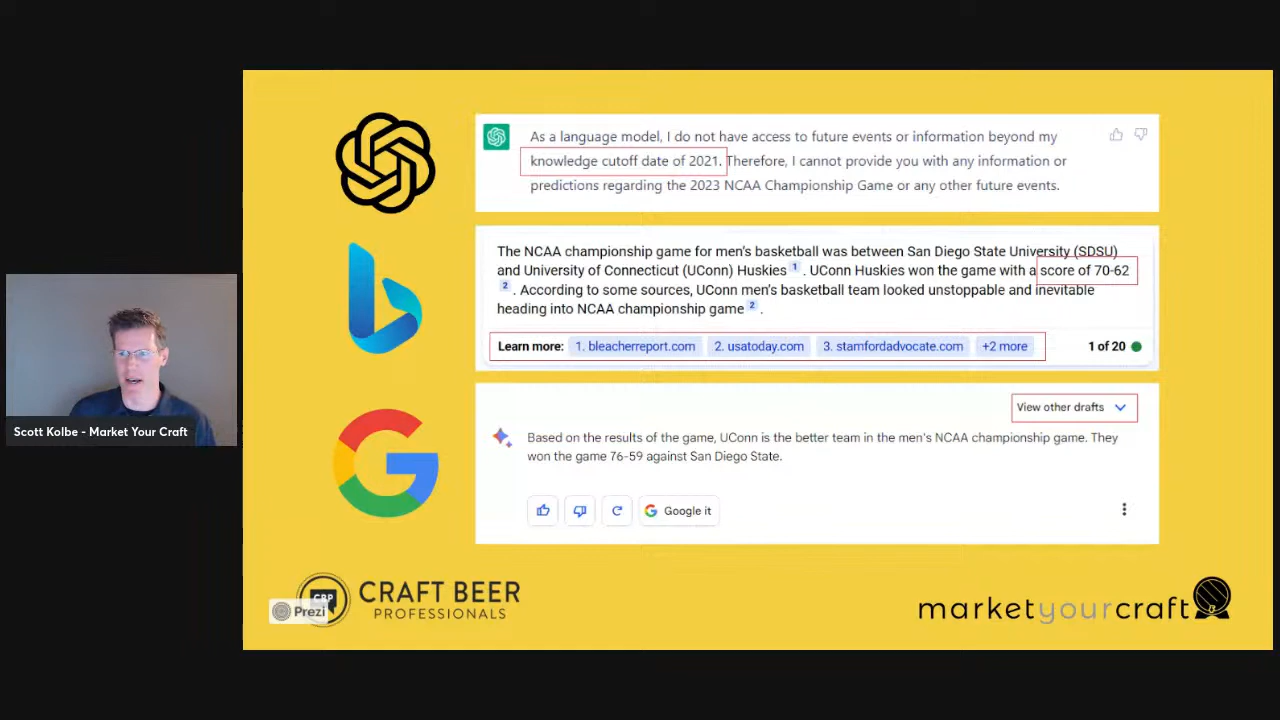 As a language model, I do not have access to future events or information beyond my
knowledge cutoff date of 2021. Therefore, I cannot provide you with any information or
predictions regarding the 2023 NCAA Championship Game or any other future events.
The NCAA championship game for men's basketball was between San Diego State University (SDSU)
and University of Connecticut (UConn) Huskies 1 . UConn Huskies won the game with a score of 70-62
2 . According to some sources, UConn men's basketball team looked unstoppable and inevitable
heading into NCAA championship game 2 .
Learn more: 1. bleacherreport.com 2. usatoday.com 3. stamfordadvocate.com +2 more 1 of 20
View other drafts
Based on the results of the game, UConn is the better team in the men's NCAA championship game. They
won the game 76-59 against San Diego State.
Google it
Scott Kolbe - Market Your Craft
CBP
CRAFT BEER
PROFESSIONALS
Prezi
marketyourcraft